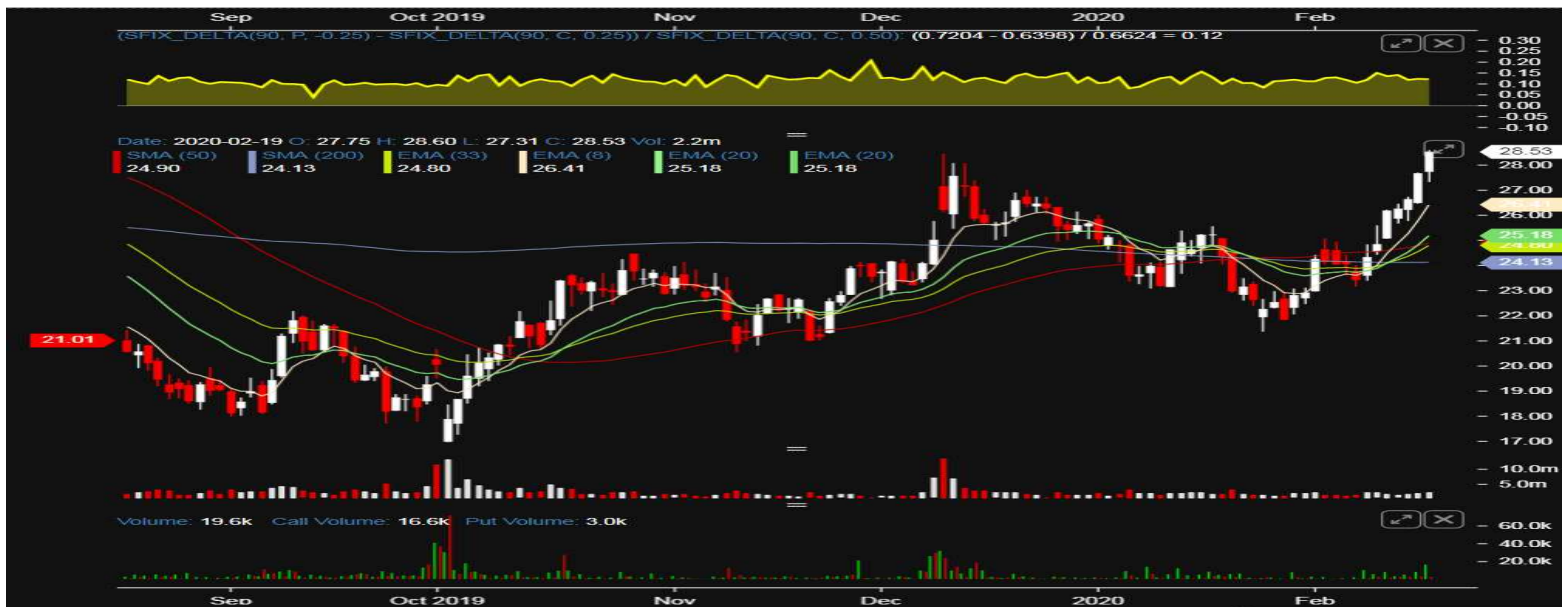 Sep Oct 2019 Nov Dec 2020 Feb
(SFIX_DELTA(90, P, -0.25) - SFIX_DELTA(90, C, 0.25)) / SFIX_DELTA(90, C, 0.50): (0.7204 - 0.6398) / 0.6624 = 0.12
0.30
0.25
0.20
0.15
0.10
0.05
0.00
-0.05
-0.10
Date: 2020-02-19 O: 27.75 H: 28.60 L: 27.31 C: 28.53 Vol: 2.2m
SMA (50) SMA (200) EMA (33) EMA (8) EMA (20) EMA (20)
24.90 24.13 24.80 26.41 25.18 25.18
28.53
28.00
27.00
26.41
26.00
25.18
24.80
24.13
23.00
22.00
21.01
21.00
20.00
19.00
18.00
17.00
10.0m
5.0m
Volume: 19.6k Call Volume: 16.6k Put Volume: 3.0k
60.0k
40.0k
20.0k
Sep Oct 2019 Nov Dec 2020 Feb